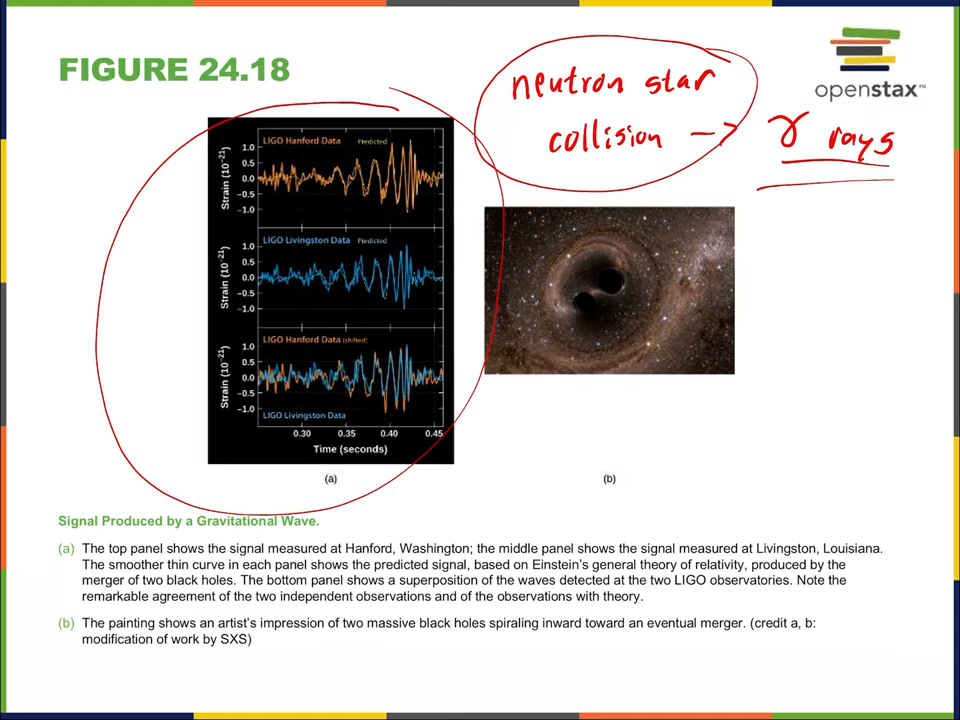 FIGURE 24.18
neutron star
collision -> γ rays
openstax™
LIGO Hanford Data Predicted
1.0
0.5
0.0
−0.5
−1.0
Strain (10⁻²¹)
LIGO Livingston Data Predicted
1.0
0.5
0.0
−0.5
−1.0
Strain (10⁻²¹)
LIGO Hanford Data (shifted)
1.0
0.5
0.0
−0.5
−1.0
Strain (10⁻²¹)
LIGO Livingston Data
0.30 0.35 0.40 0.45
Time (seconds)
(a)
(b)
Signal Produced by a Gravitational Wave.
(a) The top panel shows the signal measured at Hanford, Washington; the middle panel shows the signal measured at Livingston, Louisiana.
The smoother thin curve in each panel shows the predicted signal, based on Einstein’s general theory of relativity, produced by the
merger of two black holes. The bottom panel shows a superposition of the waves detected at the two LIGO observatories. Note the
remarkable agreement of the two independent observations and of the observations with theory.
(b) The painting shows an artist’s impression of two massive black holes spiraling inward toward an eventual merger. (credit a, b:
modification of work by SXS)